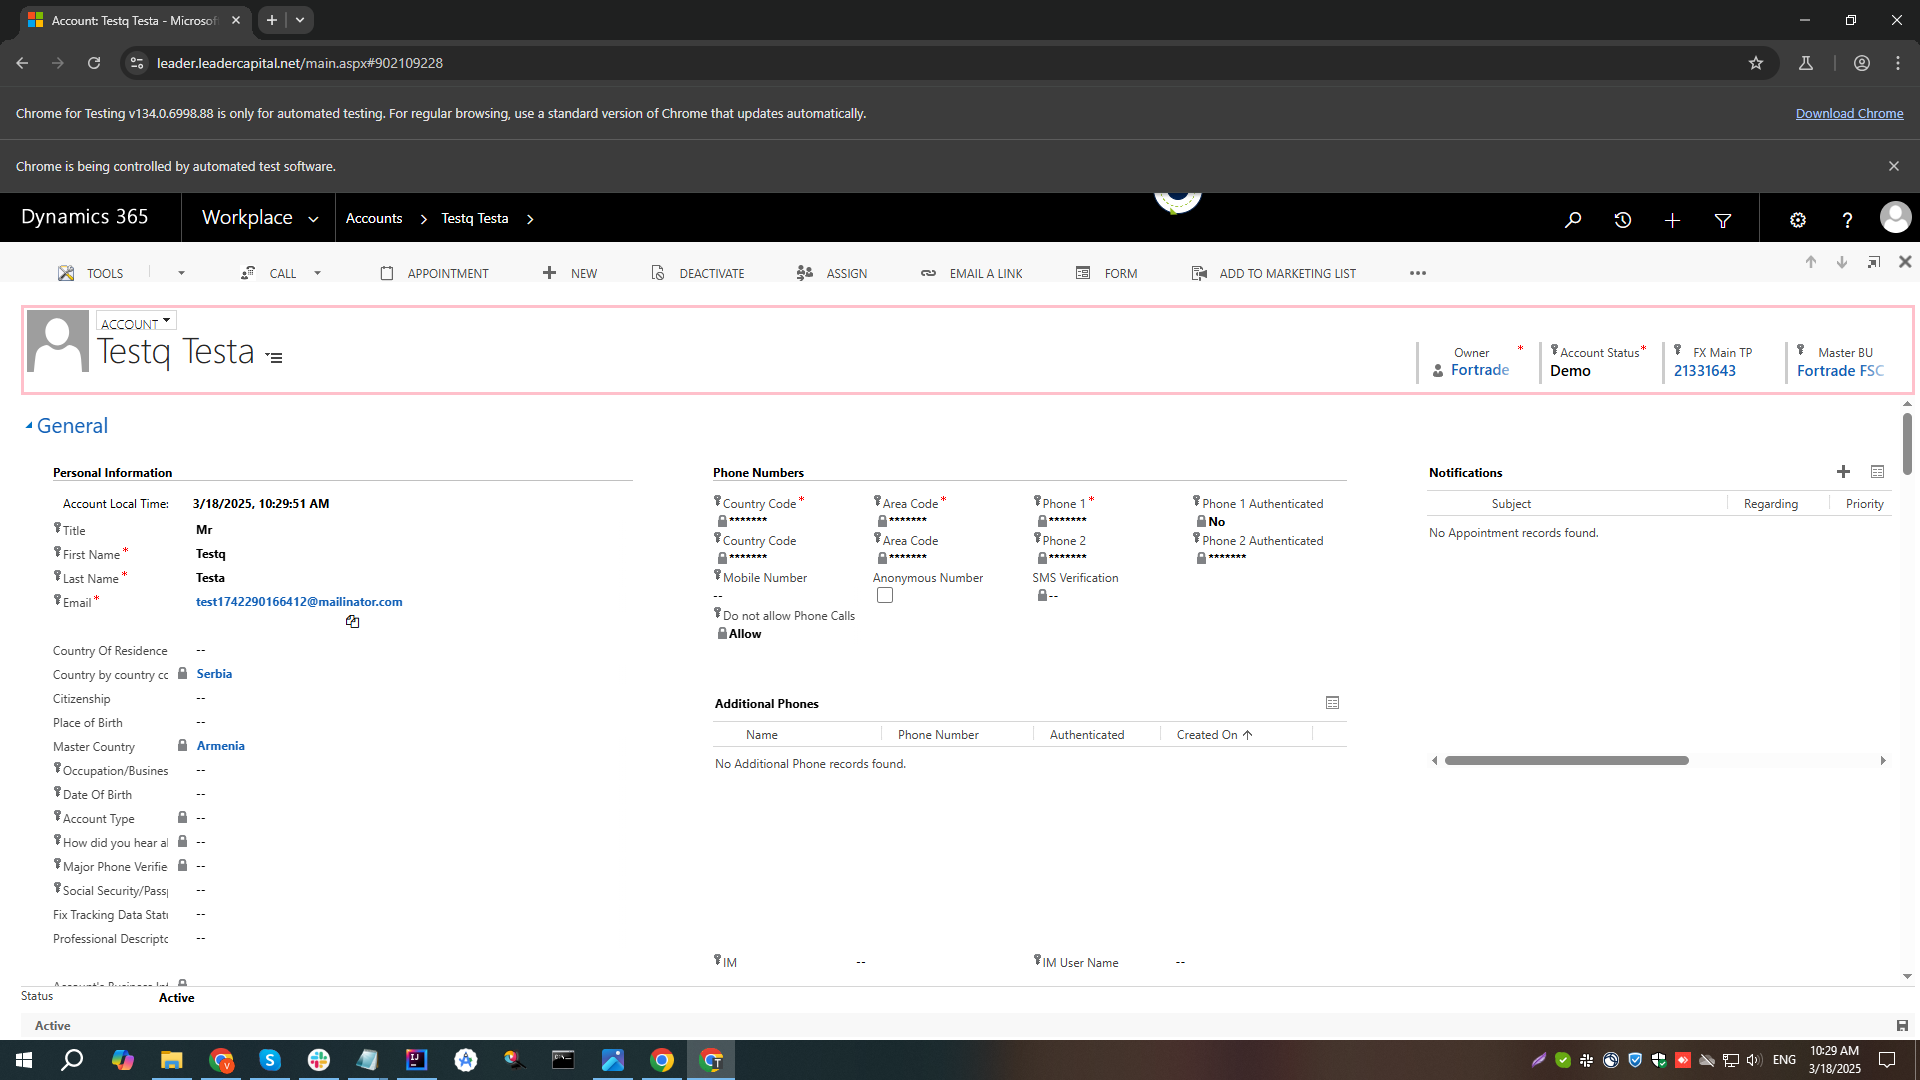 Account: Testq Testa - Microsof
leader.leadercapital.net/main.aspx#902109228
Chrome for Testing v134.0.6998.88 is only for automated testing. For regular browsing, use a standard version of Chrome that updates automatically.
Download Chrome
Chrome is being controlled by automated test software.
Dynamics 365
Workplace
Accounts
Testq Testa
TOOLS
CALL
APPOINTMENT
NEW
DEACTIVATE
ASSIGN
EMAIL A LINK
FORM
ADD TO MARKETING LIST
ACCOUNT
Testq Testa
Owner *
Fortrade
Account Status *
Demo
FX Main TP
21331643
Master BU
Fortrade FSC
General
Personal Information
Account Local Time: 3/18/2025, 10:29:51 AM
Title Mr
First Name * Testq
Last Name * Testa
Email * test1742290166412@mailinator.com
Country Of Residence --
Country by country cc Serbia
Citizenship --
Place of Birth --
Master Country Armenia
Occupation/Busines --
Date Of Birth --
Account Type --
How did you hear a --
Major Phone Verifie --
Social Security/Pass --
Fix Tracking Data Stat --
Professional Descripto --
Phone Numbers
Country Code * Area Code * Phone 1 * Phone 1 Authenticated
******* ******* ******* No
Country Code Area Code Phone 2 Phone 2 Authenticated
******* ******* ******* *******
Mobile Number Anonymous Number SMS Verification
-- --
Do not allow Phone Calls
Allow
Additional Phones
Name Phone Number Authenticated Created On
No Additional Phone records found.
IM -- IM User Name --
Notifications
Subject Regarding Priority
No Appointment records found.
Status Active
Active
ENG
10:29 AM
3/18/2025